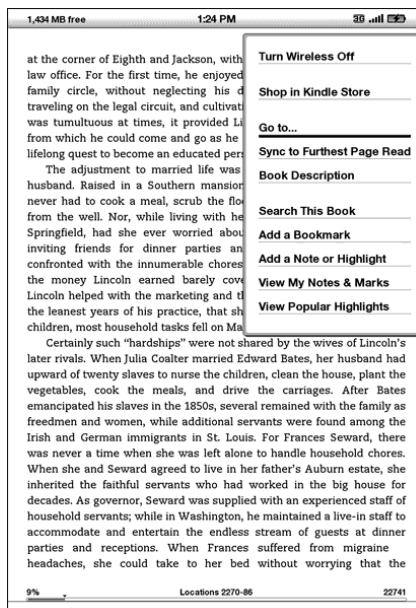 1,434 MB free 1:24 PM 3G
at the corner of Eighth and Jackson, with
law office. For the first time, he enjoyed
family circle, without neglecting his d
traveling on the legal circuit, and cultivati
was tumultuous at times, it provided Li
from which he could come and go as he
lifelong quest to become an educated pers
The adjustment to married life was
husband. Raised in a Southern mansion
never had to cook a meal, scrub the floo
from the well. Nor, while living with he
Springfield, had she ever worried abou
inviting friends for dinner parties an
confronted with the innumerable chores
the money Lincoln earned barely cove
Lincoln helped with the marketing and th
the leanest years of his practice, that sh
children, most household tasks fell on Ma
Turn Wireless Off
Shop in Kindle Store
Go to...
Sync to Furthest Page Read
Book Description
Search This Book
Add a Bookmark
Add a Note or Highlight
View My Notes & Marks
View Popular Highlights
Certainly such “hardships” were not shared by the wives of Lincoln's
later rivals. When Julia Coalter married Edward Bates, her husband had
upward of twenty slaves to nurse the children, clean the house, plant the
vegetables, cook the meals, and drive the carriages. After Bates
emancipated his slaves in the 1850s, several remained with the family as
freedmen and women, while additional servants were found among the
Irish and German immigrants in St. Louis. For Frances Seward, there
was never a time when she was left alone to handle household chores.
When she and Seward agreed to live in her father's Auburn estate, she
inherited the faithful servants who had worked in the big house for
decades. As governor, Seward was supplied with an experienced staff of
household servants; while in Washington, he maintained a live-in staff to
accommodate and entertain the endless stream of guests at dinner
parties and receptions. When Frances suffered from migraine
headaches, she could take to her bed without worrying that the
9% Locations 2270-86 22741